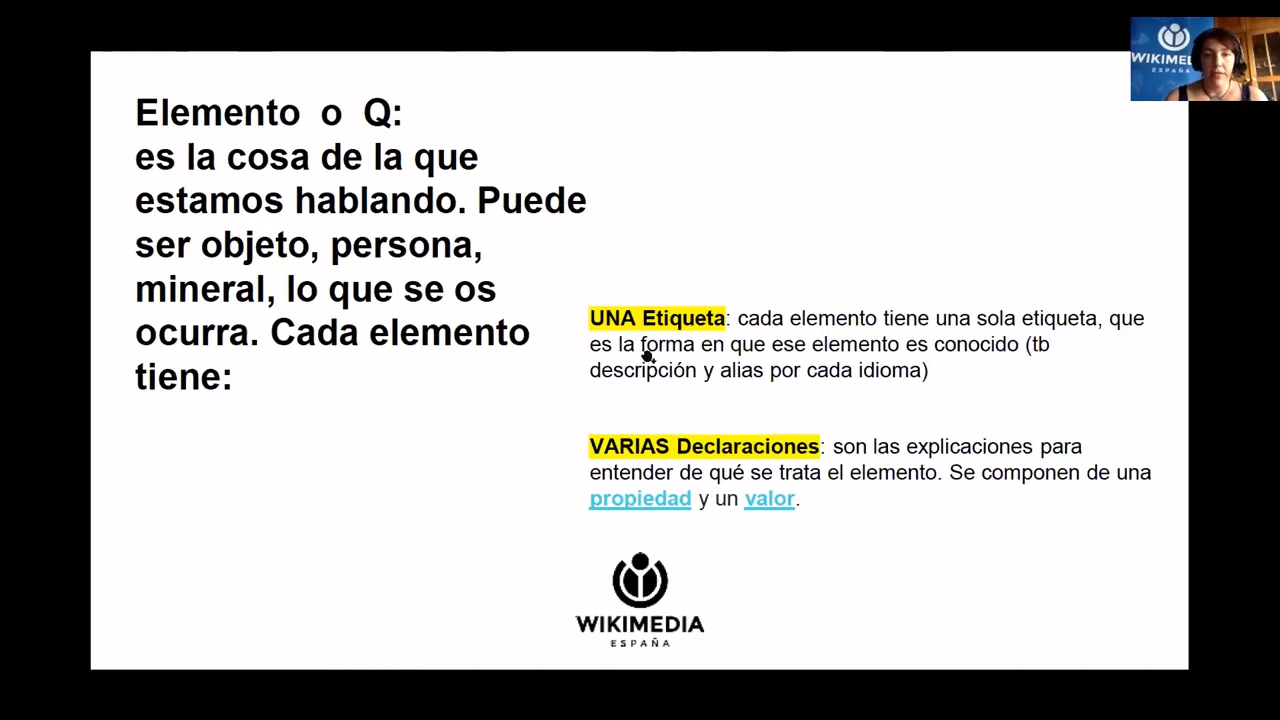 Elemento o Q:
es la cosa de la que
estamos hablando. Puede
ser objeto, persona,
mineral, lo que se os
ocurra. Cada elemento
tiene:
UNA Etiqueta: cada elemento tiene una sola etiqueta, que
es la forma en que ese elemento es conocido (tb
descripción y alias por cada idioma)
VARIAS Declaraciones: son las explicaciones para
entender de qué se trata el elemento. Se componen de una
propiedad y un valor.
WIKIMEDIA
ESPAÑA
WIKIMEDI
ESPAÑA